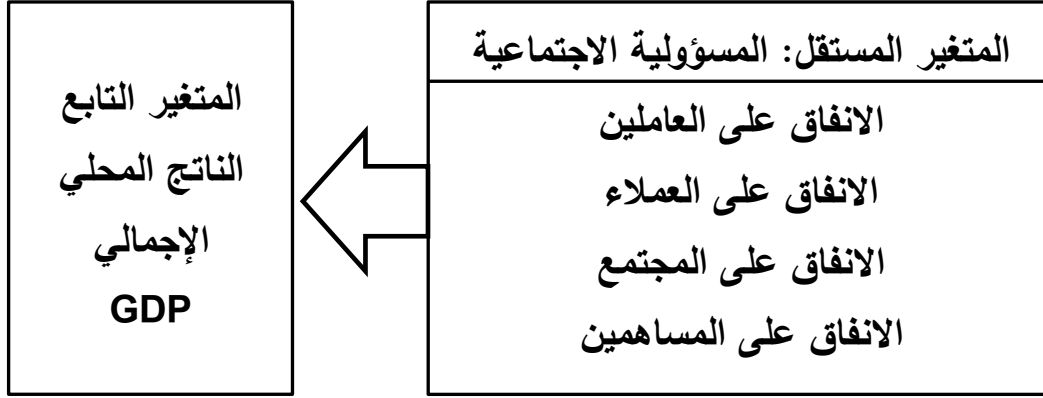 المتغير المستقل: المسؤولية الاجتماعية
الانفاق على العاملين
الانفاق على العملاء
الانفاق على المجتمع
الانفاق على المساهمين
المتغير التابع
الناتج المحلي
الإجمالي
GDP